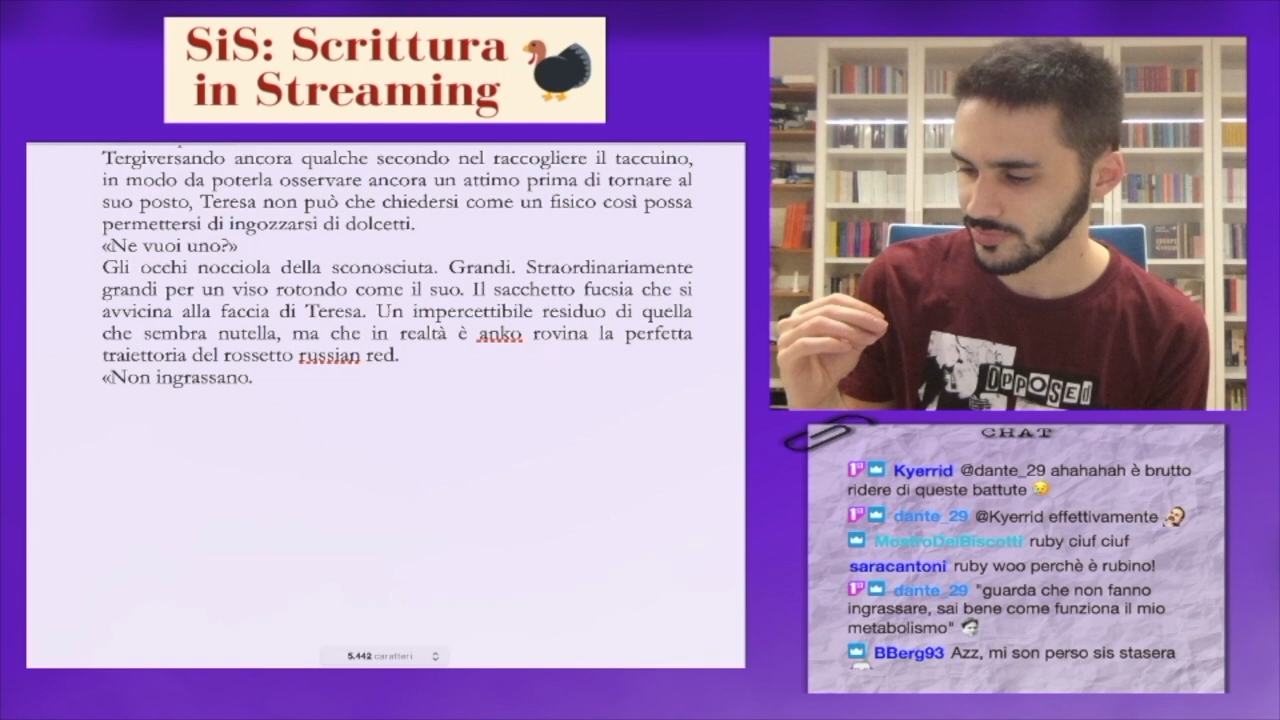 SiS: Scrittura
in Streaming
Tergiversando ancora qualche secondo nel raccogliere il taccuino,
in modo da poterla osservare ancora un attimo prima di tornare al
suo posto, Teresa non può che chiedersi come un fisico così possa
permettersi di ingozzarsi di dolcetti.
«Ne vuoi uno?»
Gli occhi nocciola della sconosciuta. Grandi. Straordinariamente
grandi per un viso rotondo come il suo. Il sacchetto fucsia che si
avvicina alla faccia di Teresa. Un impercettibile residuo di quella
che sembra nutella, ma che in realtà è anko rovina la perfetta
traiettoria del rossetto russian red.
«Non ingrassano.
5.442 caratteri
OPPOSED
CHAT
Kyerrid @dante_29 ahahahah è brutto
ridere di queste battute
dante_29 @Kyerrid effettivamente
MostroDeiBiscotti ruby ciuf ciuf
saracantoni ruby woo perchè è rubino!
dante_29 "guarda che non fanno
ingrassare, sai bene come funziona il mio
metabolismo"
BBerg93 Azz, mi son perso sis stasera